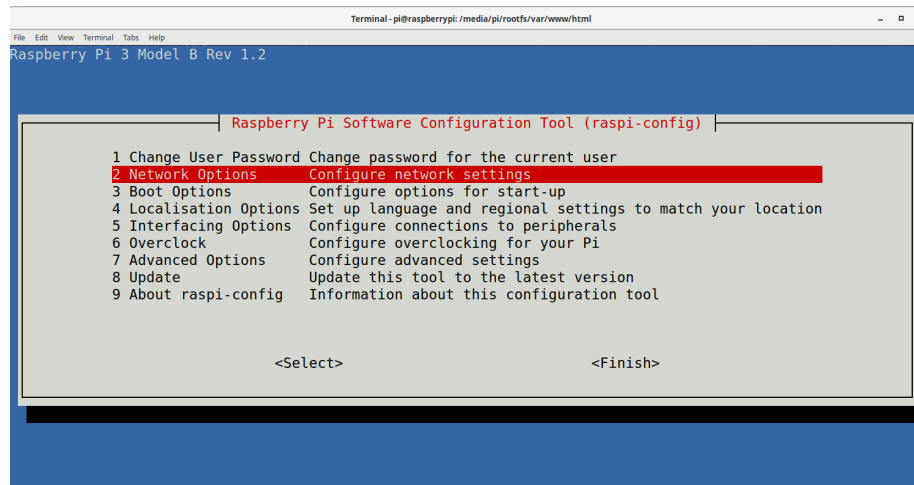 Terminal - pi@raspberrypi: /media/pi/rootfs/var/www/html
File Edit View Terminal Tabs Help
Raspberry Pi 3 Model B Rev 1.2
Raspberry Pi Software Configuration Tool (raspi-config)
1 Change User Password Change password for the current user
2 Network Options Configure network settings
3 Boot Options Configure options for start-up
4 Localisation Options Set up language and regional settings to match your location
5 Interfacing Options Configure connections to peripherals
6 Overclock Configure overclocking for your Pi
7 Advanced Options Configure advanced settings
8 Update Update this tool to the latest version
9 About raspi-config Information about this configuration tool
<Select> <Finish>